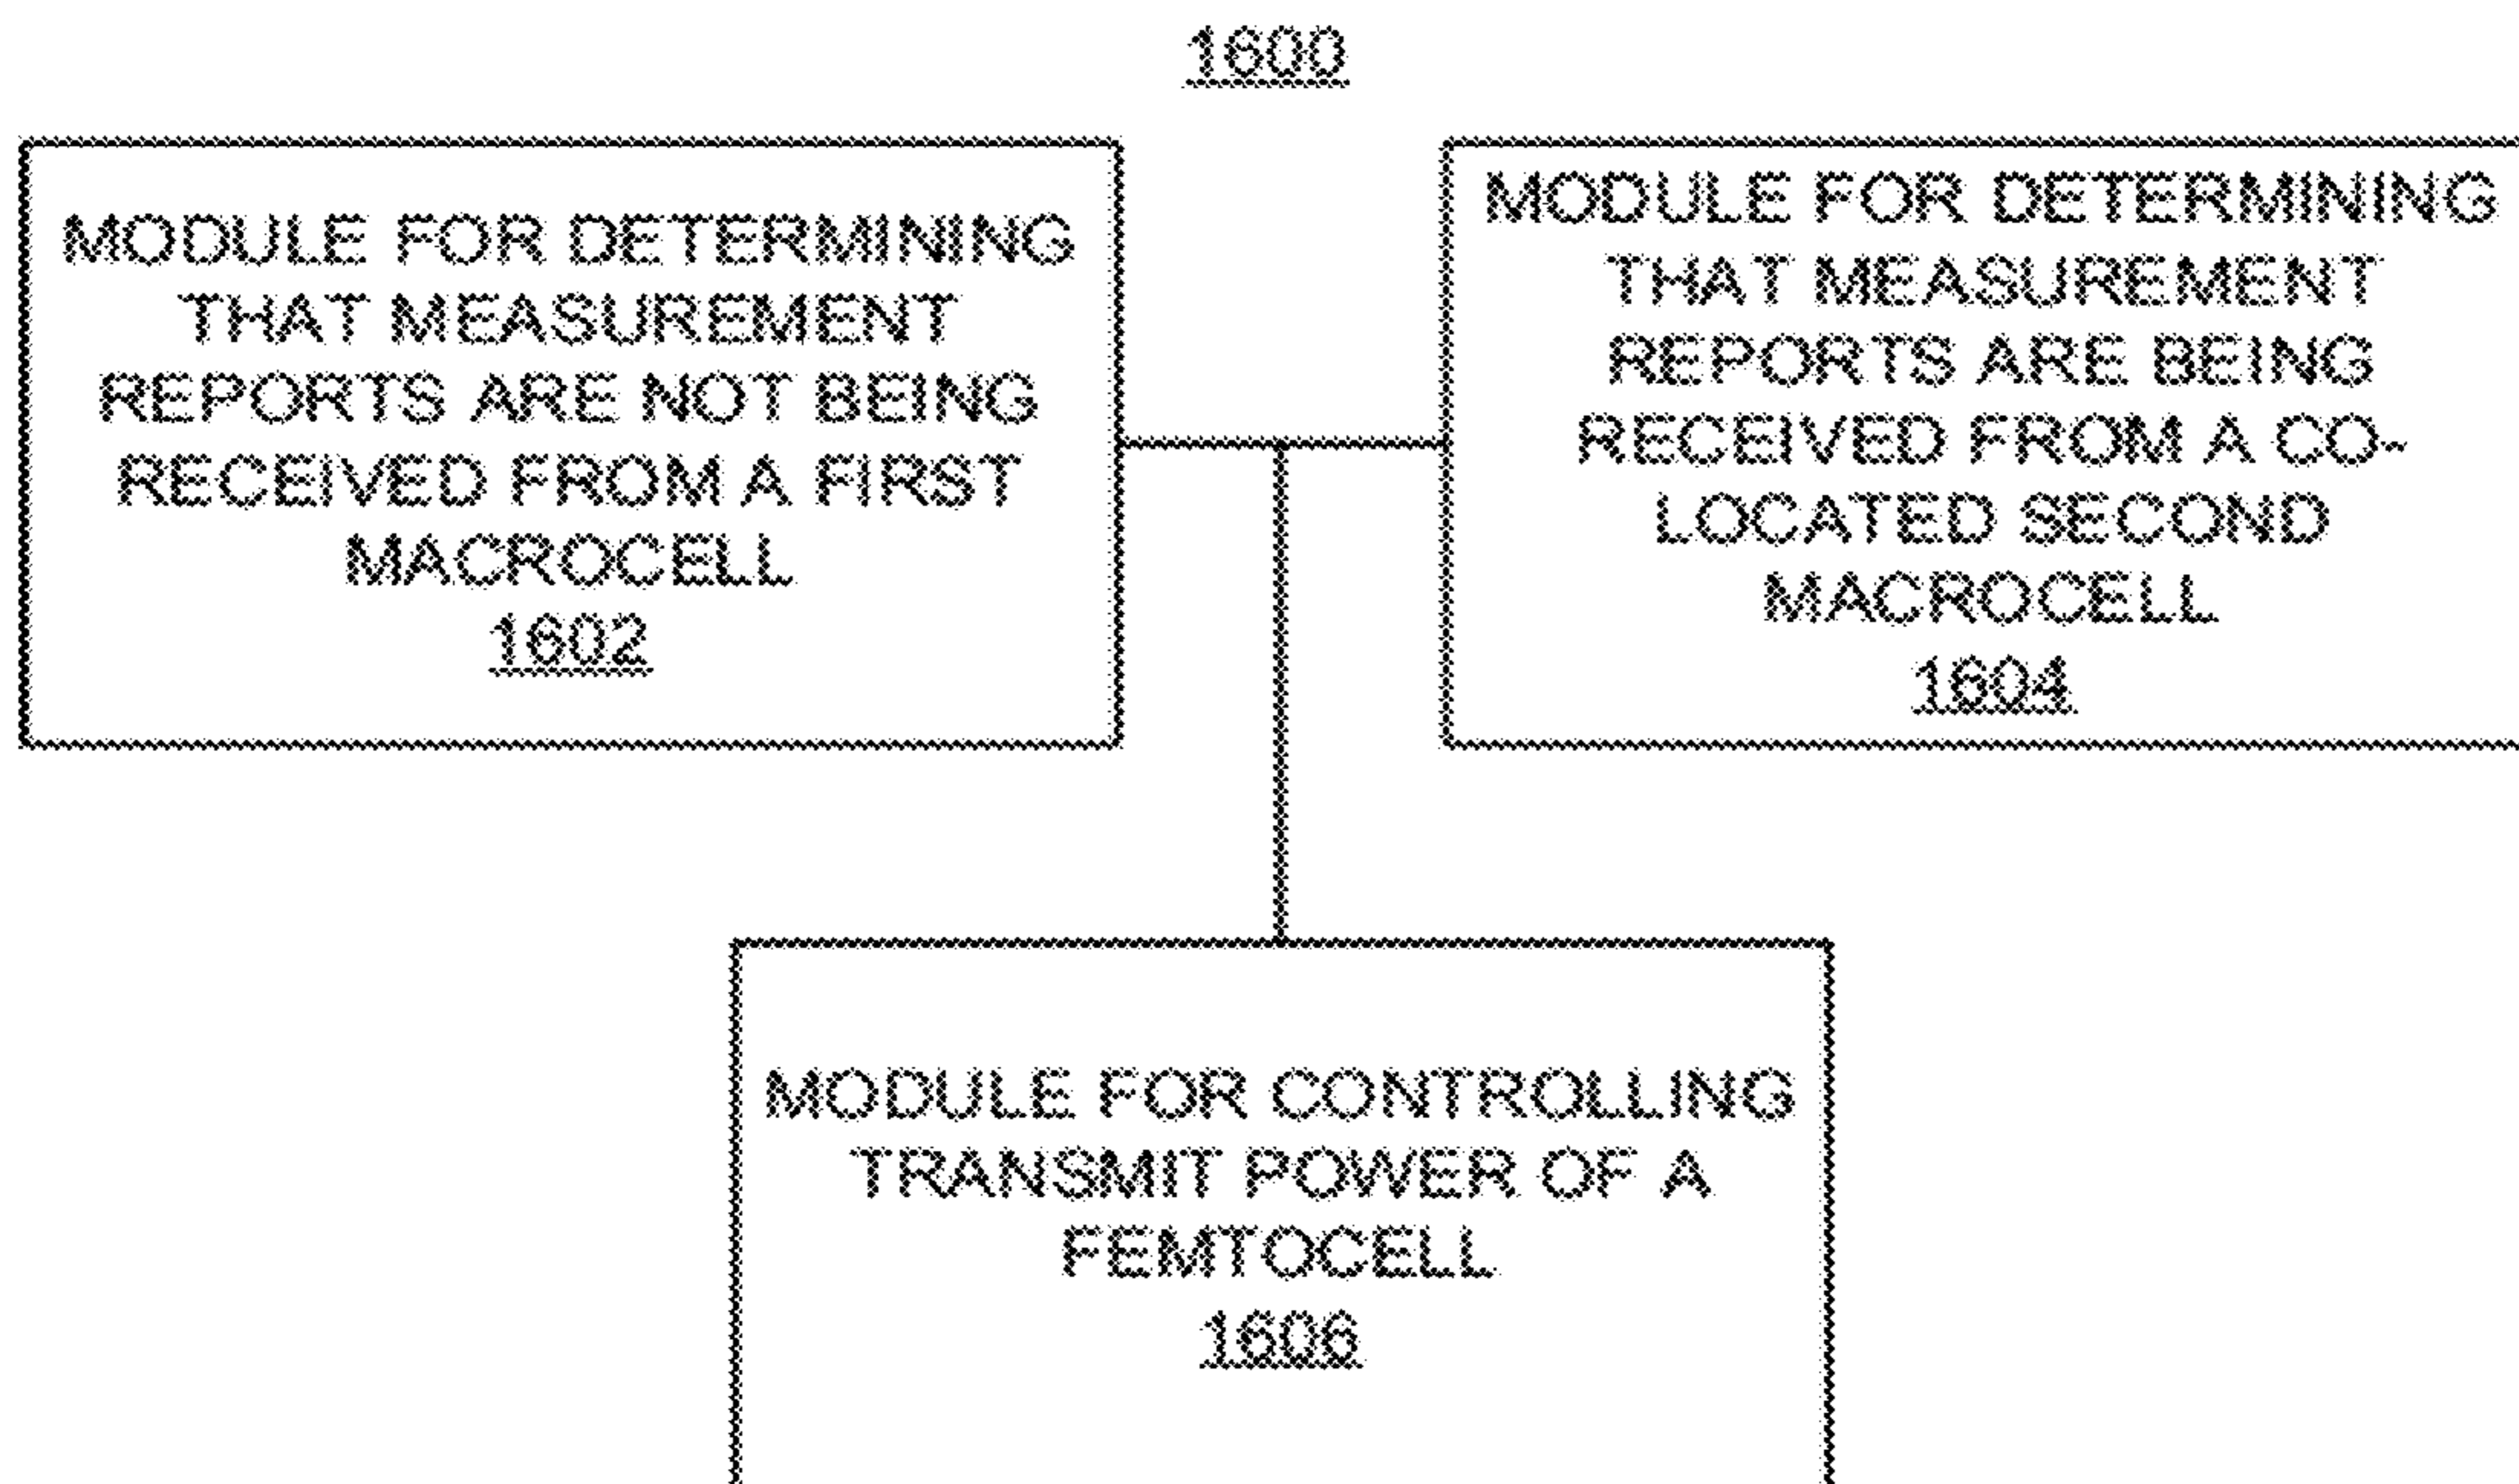 1600
MODULE FOR DETERMINING
THAT MEASUREMENT
REPORTS ARE NOT BEING
RECEIVED FROM A FIRST
MACROCELL
1602
MODULE FOR DETERMINING
THAT MEASUREMENT
REPORTS ARE BEING
RECEIVED FROM A CO-
LOCATED SECOND
MACROCELL
1604
MODULE FOR CONTROLLING
TRANSMIT POWER OF A
FEMTOCELL
1606